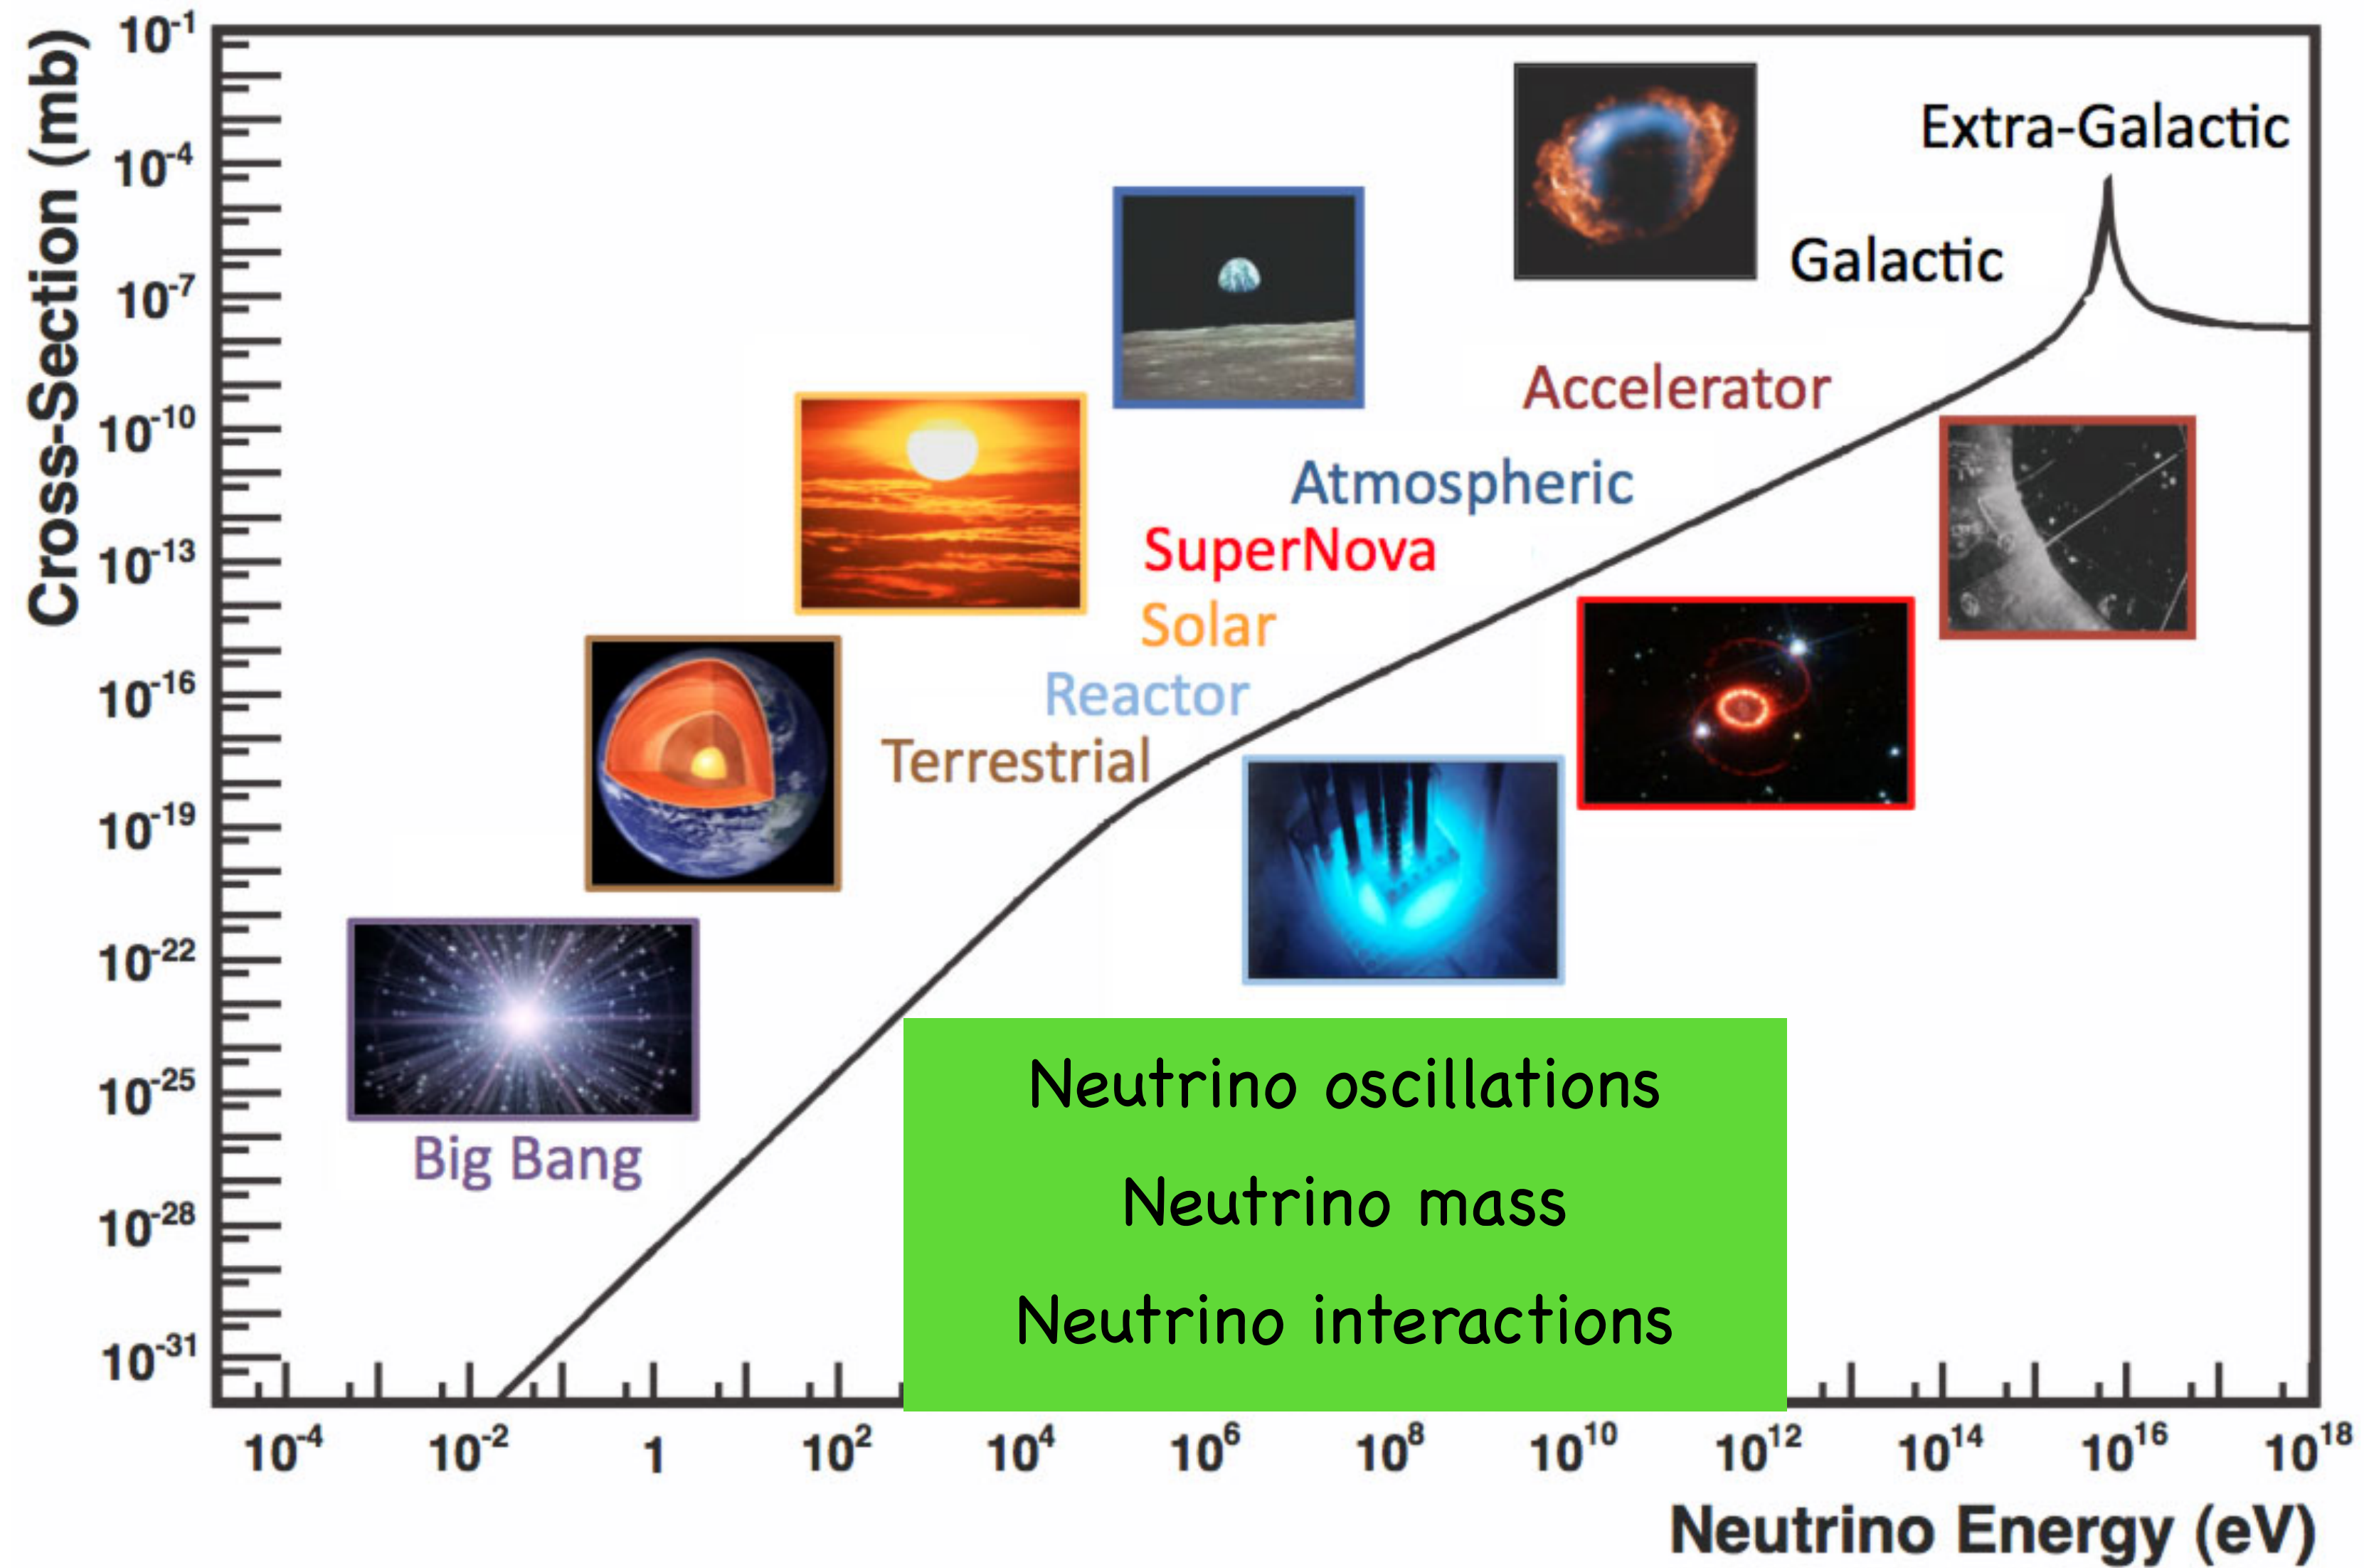 Cross-Section (mb)
10⁻¹
10⁻⁴
10⁻⁷
10⁻¹⁰
10⁻¹³
10⁻¹⁶
10⁻¹⁹
10⁻²²
10⁻²⁵
10⁻²⁸
10⁻³¹
Extra-Galactic
Galactic
Accelerator
Atmospheric
SuperNova
Solar
Reactor
Terrestrial
Big Bang
Neutrino oscillations
Neutrino mass
Neutrino interactions
10⁻⁴ 10⁻² 1 10² 10⁴ 10⁶ 10⁸ 10¹⁰ 10¹² 10¹⁴ 10¹⁶ 10¹⁸
Neutrino Energy (eV)